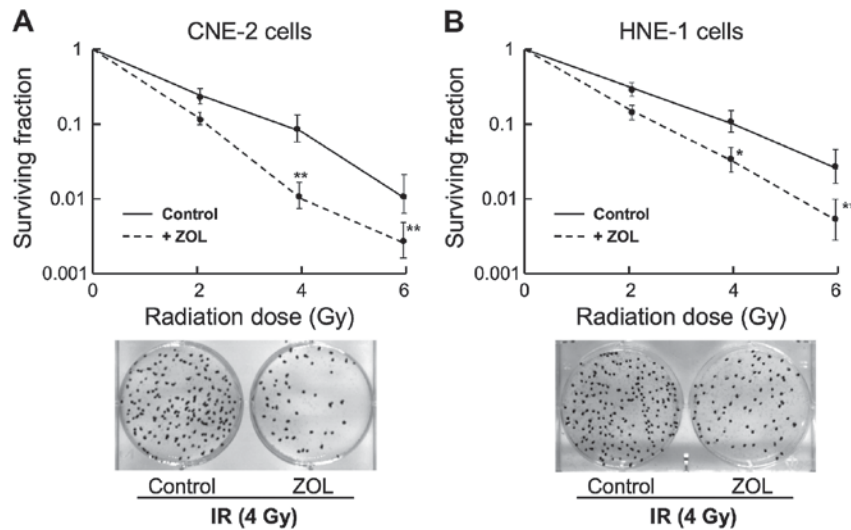 A
CNE-2 cells
Surviving fraction
1
0.1
0.01
0.001
**
**
Control
+ ZOL
0
2
4
6
Radiation dose (Gy)
Control
ZOL
IR (4 Gy)
B
HNE-1 cells
Surviving fraction
1
0.1
0.01
0.001
*
**
Control
+ ZOL
0
2
4
6
Radiation dose (Gy)
Control
ZOL
IR (4 Gy)